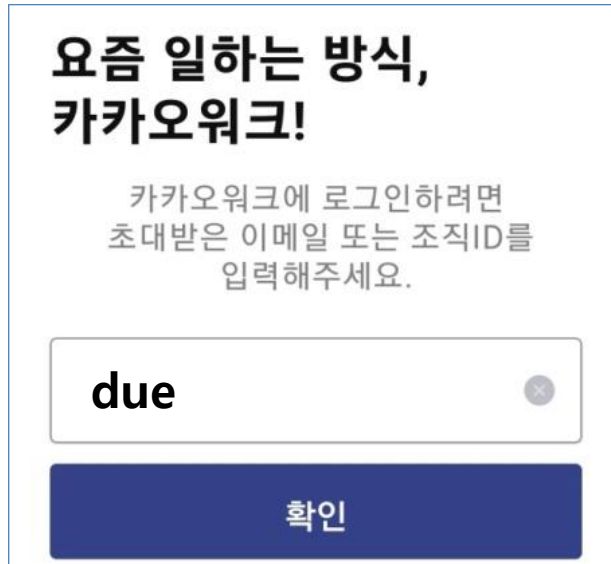 요즘 일하는 방식,
카카오워크!
카카오워크에 로그인하려면
초대받은 이메일 또는 조직ID를
입력해주세요.
due
확인